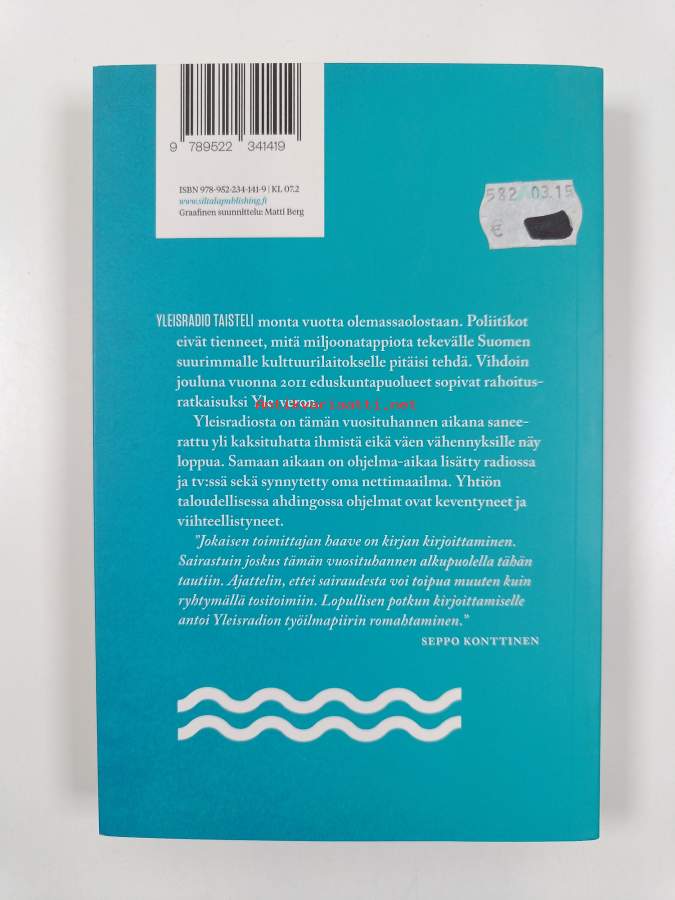 9 789522 341419
ISBN 978-952-234-141-9 | KL 07.2
www.siltalapublishing.fi
Graafinen suunnittelu: Matti Berg
582 03.15
€
YLEISRADIO TAISTELI monta vuotta olemassaolostaan. Poliitikot
eivät tienneet, mitä miljoonatappiota tekevälle Suomen
suurimmalle kulttuurilaitokselle pitäisi tehdä. Vihdoin
jouluna vuonna 2011 eduskuntapuolueet sopivat rahoitus-
ratkaisuksi Yle-veron.
antikvariaatti.net
Yleisradiosta on tämän vuosituhannen aikana sanee-
rattu yli kaksituhatta ihmistä eikä väen vähennyksille näy
loppua. Samaan aikaan on ohjelma-aikaa lisätty radiossa
ja tv:ssä sekä synnytetty oma nettimaailma. Yhtiön
taloudellisessa ahdingossa ohjelmat ovat keventyneet ja
viihteellistyneet.
"Jokaisen toimittajan haave on kirjan kirjoittaminen.
Sairastuin joskus tämän vuosituhannen alkupuolella tähän
tautiin. Ajattelin, ettei sairaudesta voi toipua muuten kuin
ryhtymällä tositoimiin. Lopullisen potkun kirjoittamiselle
antoi Yleisradion työilmapiirin romahtaminen."
SEPPO KONTTINEN